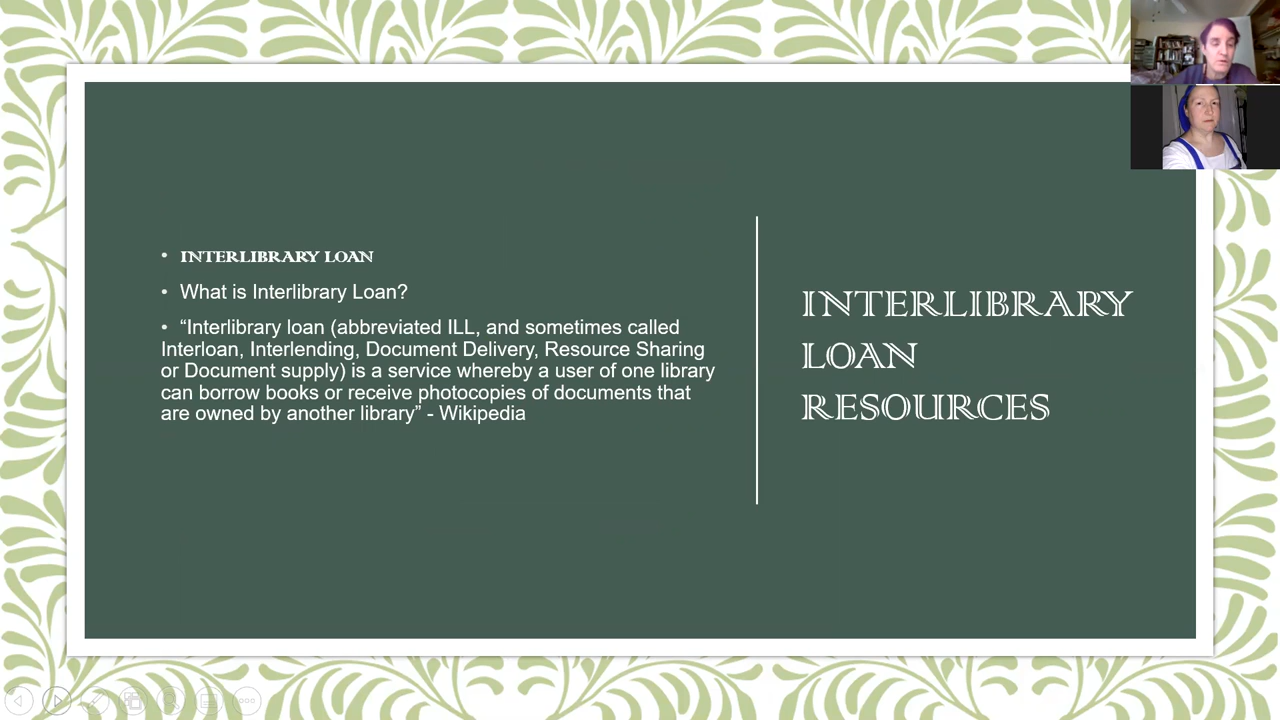 • INTERLIBRARY LOAN
• What is Interlibrary Loan?
• “Interlibrary loan (abbreviated ILL, and sometimes called
Interloan, Interlending, Document Delivery, Resource Sharing
or Document supply) is a service whereby a user of one library
can borrow books or receive photocopies of documents that
are owned by another library” - Wikipedia
INTERLIBRARY
LOAN
RESOURCES